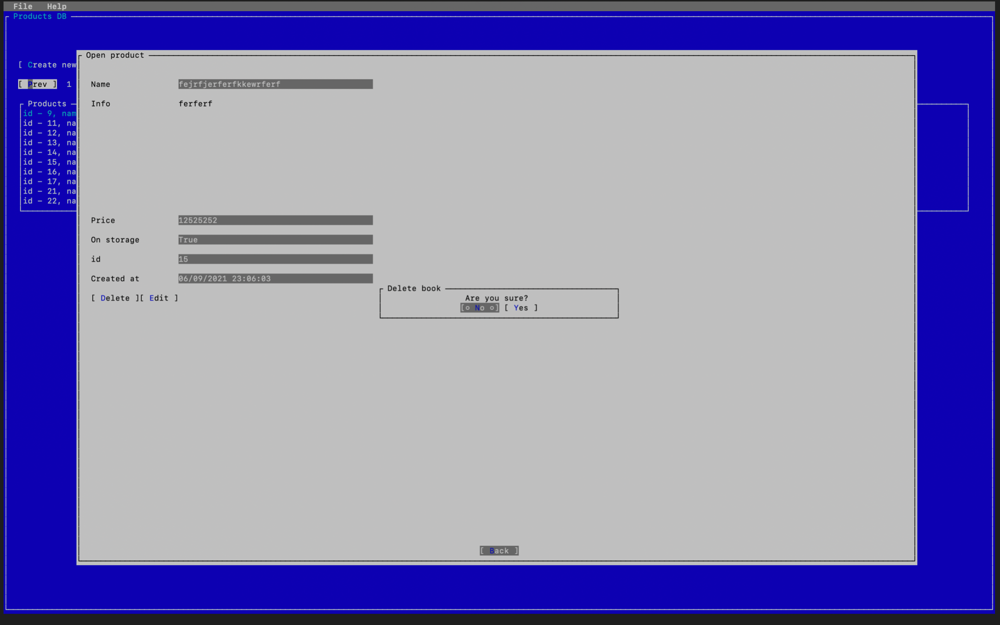 File Help
Products DB
Open product
[ Create new
Name fejrfjerferfkkewrferf
[ Prev ] 1
Info ferferf
Products
id - 9, nam
id - 11, na
id - 12, na
id - 13, na
id - 14, na
id - 15, na
id - 16, na
id - 17, na
id - 21, na
id - 22, na
Price 12525252
On storage True
id 15
Created at 06/09/2021 23:06:03
[ Delete ][ Edit ]
Delete book
Are you sure?
[◦ No ◦] [ Yes ]
[ Back ]